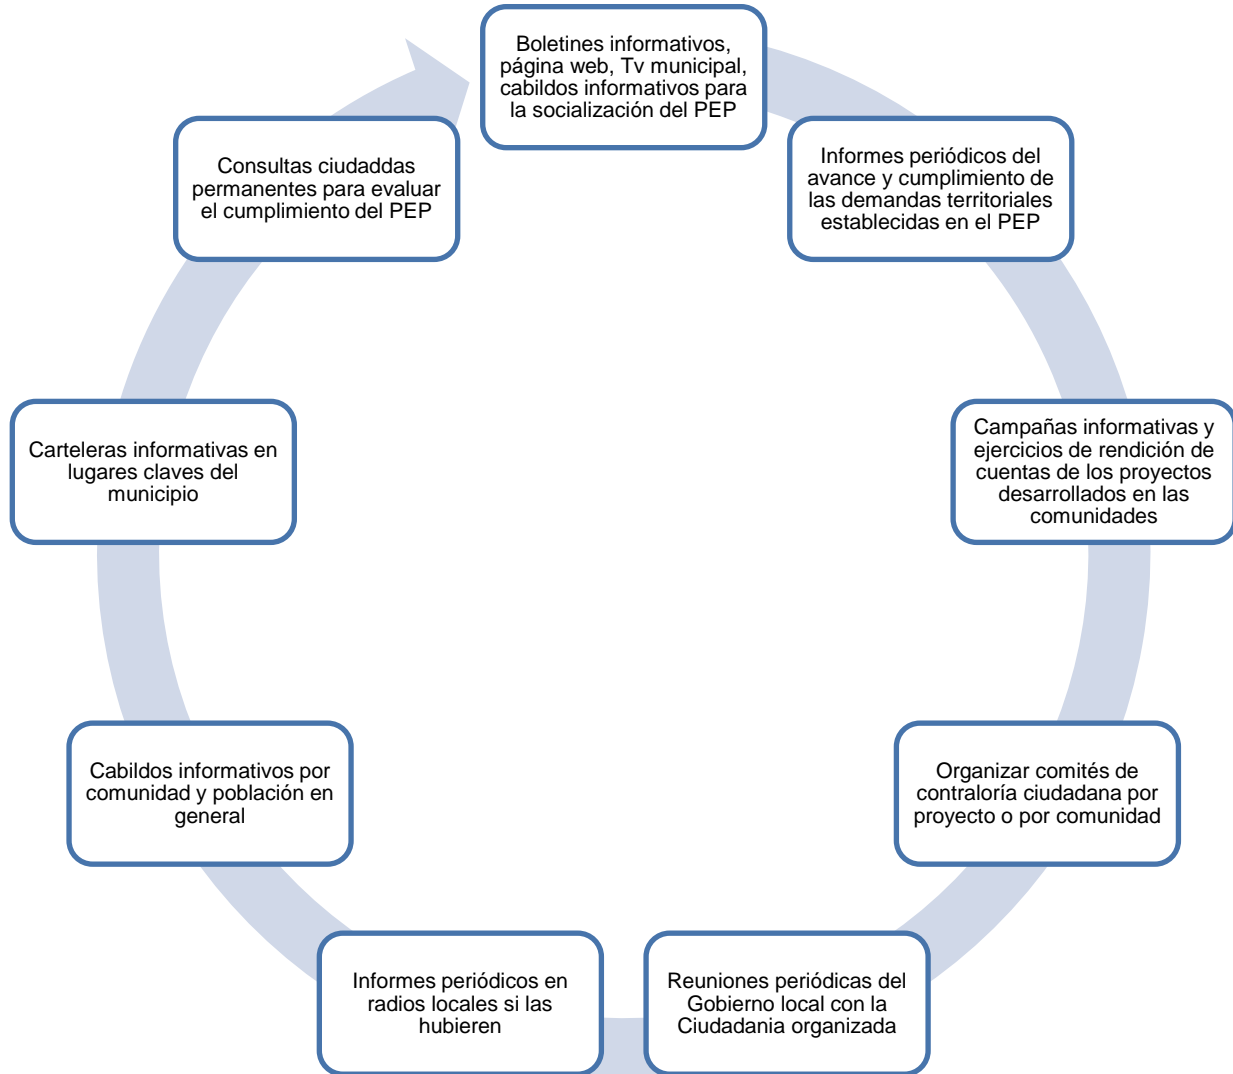 Boletines informativos,
página web, Tv municipal,
cabildos informativos para
la socialización del PEP
Informes periódicos del
avance y cumplimiento de
las demandas territoriales
establecidas en el PEP
Campañas informativas y
ejercicios de rendición de
cuentas de los proyectos
desarrollados en las
comunidades
Organizar comités de
contraloría ciudadana por
proyecto o por comunidad
Reuniones periódicas del
Gobierno local con la
Ciudadania organizada
Informes periódicos en
radios locales si las
hubieren
Cabildos informativos por
comunidad y población en
general
Carteleras informativas en
lugares claves del
municipio
Consultas ciudaddas
permanentes para evaluar
el cumplimiento del PEP